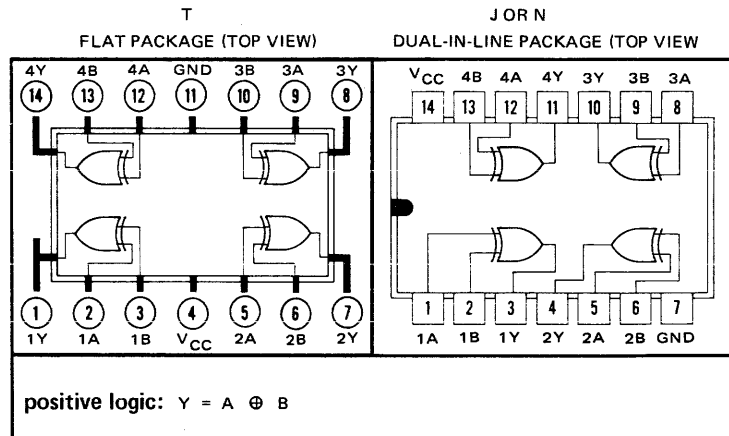 T
FLAT PACKAGE (TOP VIEW)
4Y 4B 4A GND 3B 3A 3Y
14 13 12 11 10 9 8
1 2 3 4 5 6 7
1Y 1A 1B VCC 2A 2B 2Y
J OR N
DUAL-IN-LINE PACKAGE (TOP VIEW
VCC 4B 4A 4Y 3Y 3B 3A
14 13 12 11 10 9 8
1 2 3 4 5 6 7
1A 1B 1Y 2Y 2A 2B GND
positive logic: Y = A ⊕ B